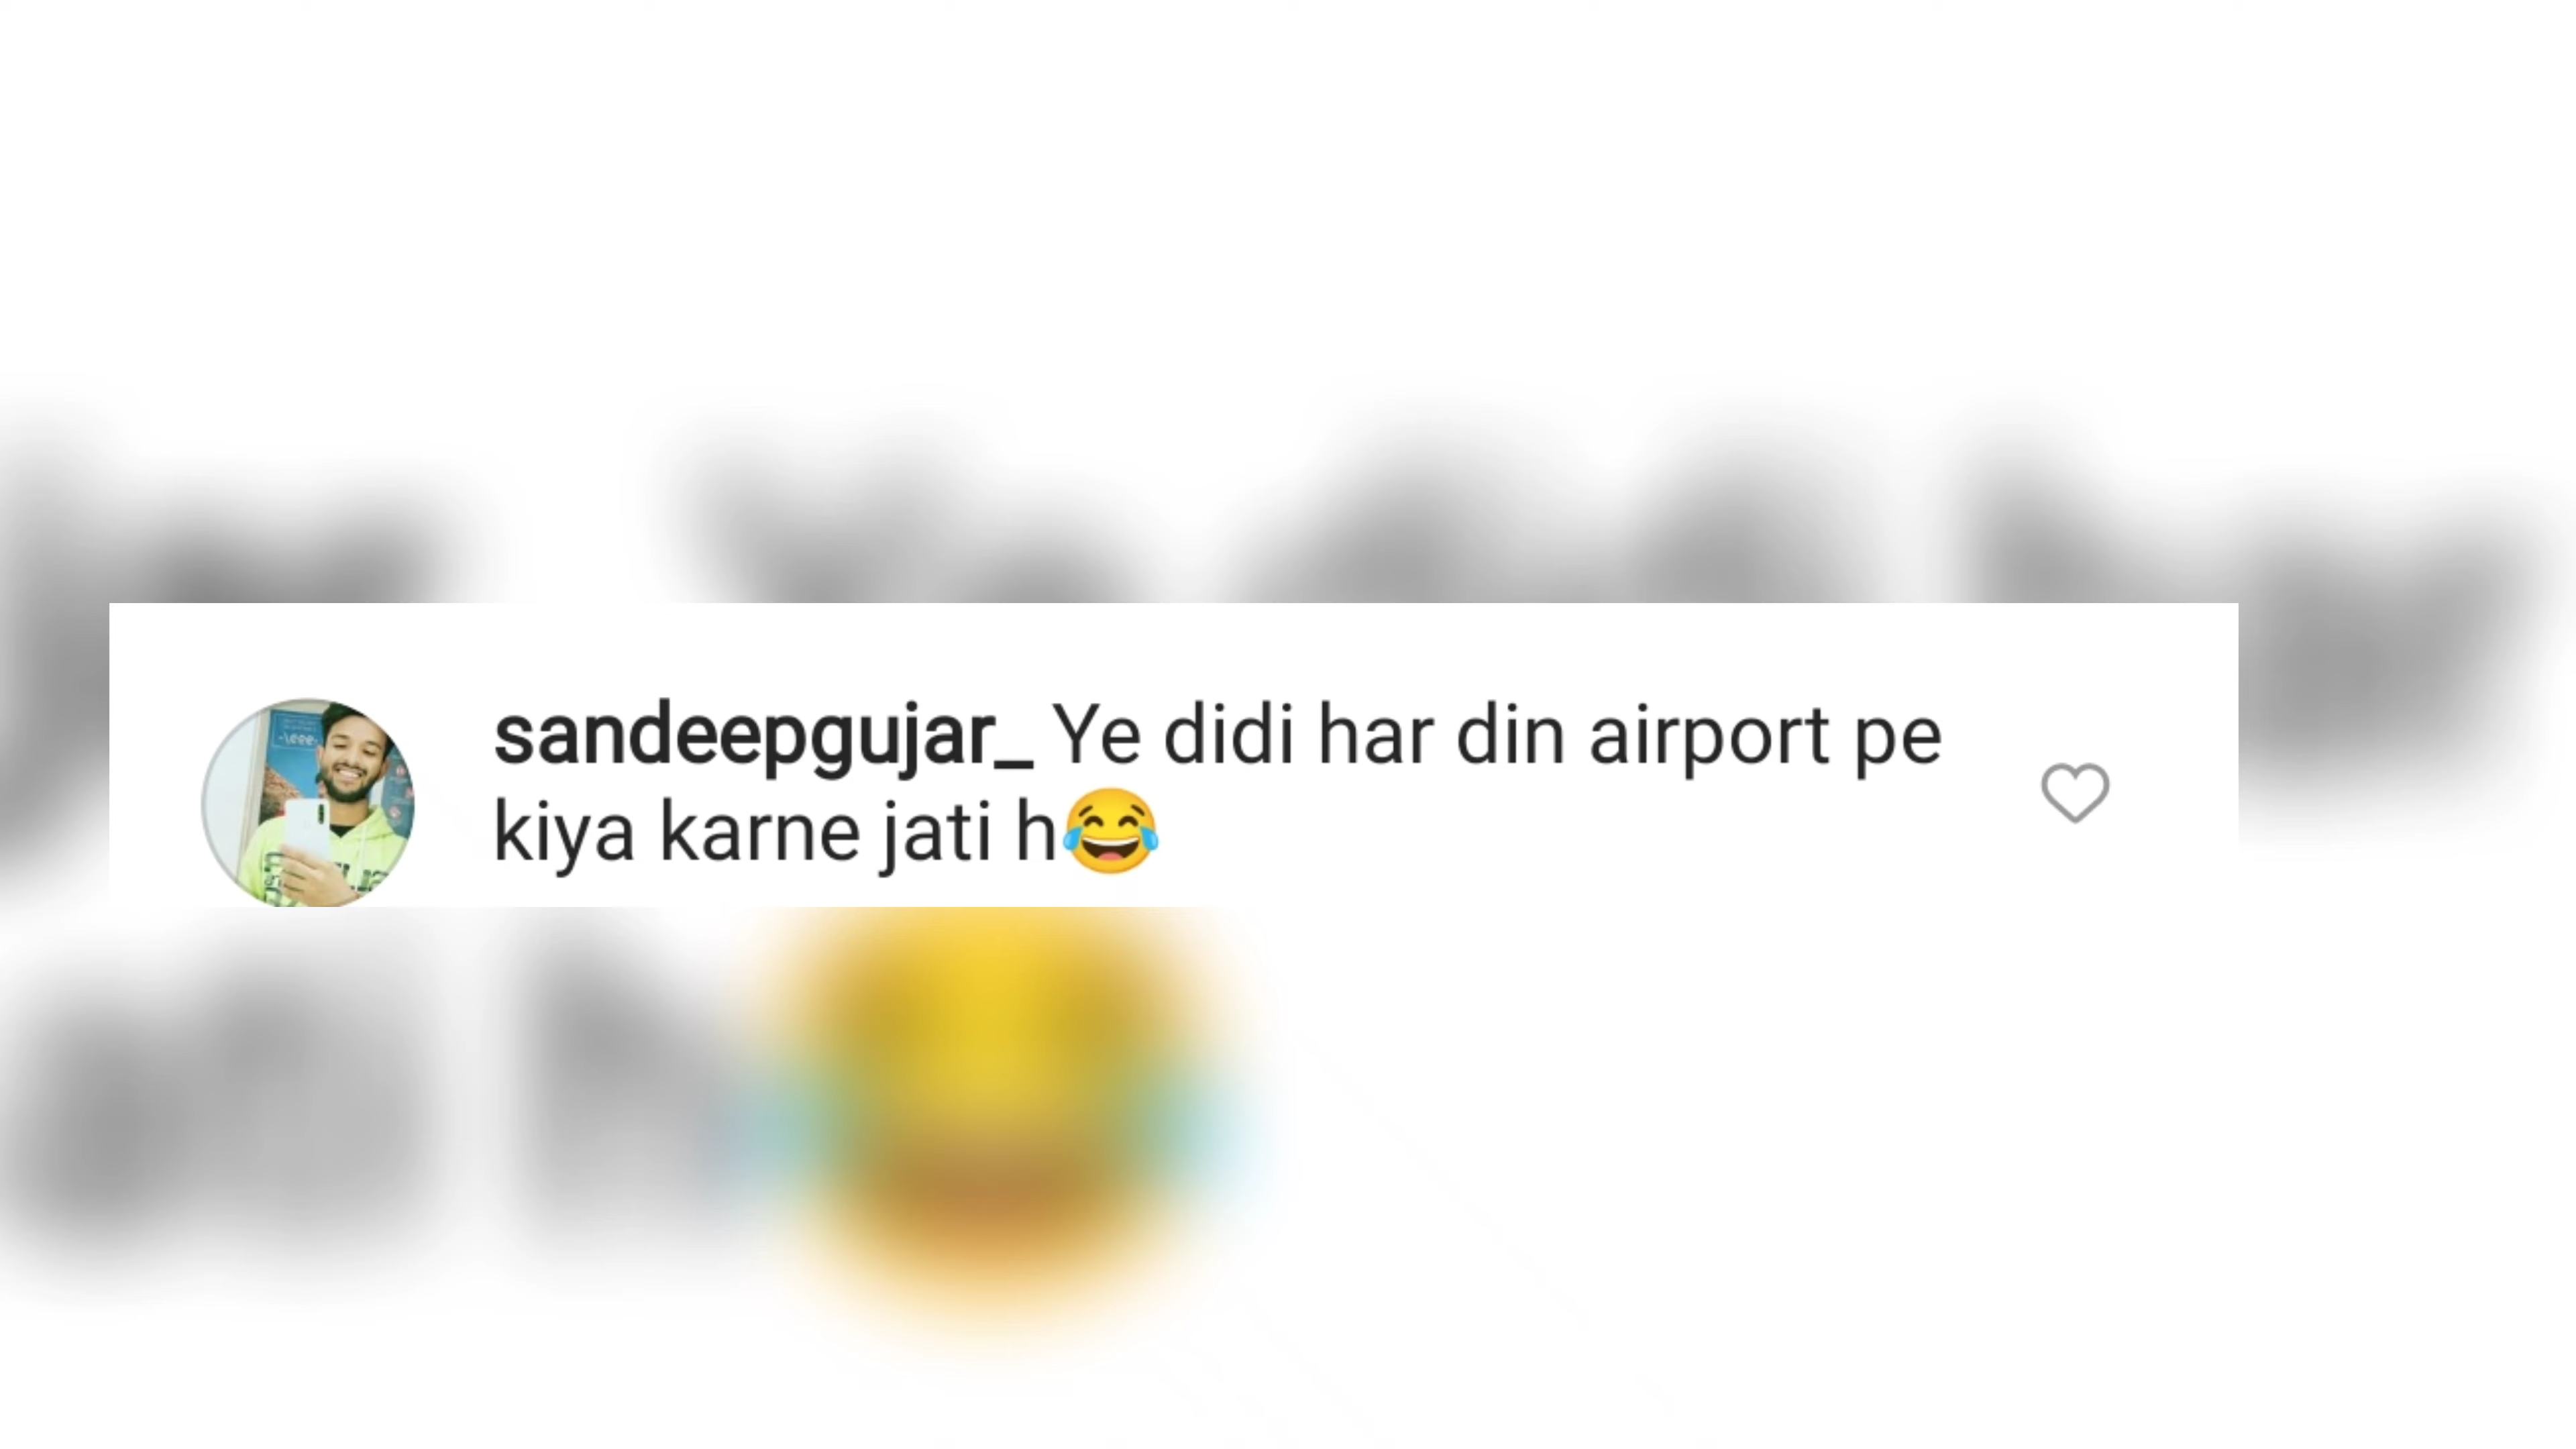 sandeepgujar_ Ye didi har din airport pe
kiya karne jati h😂